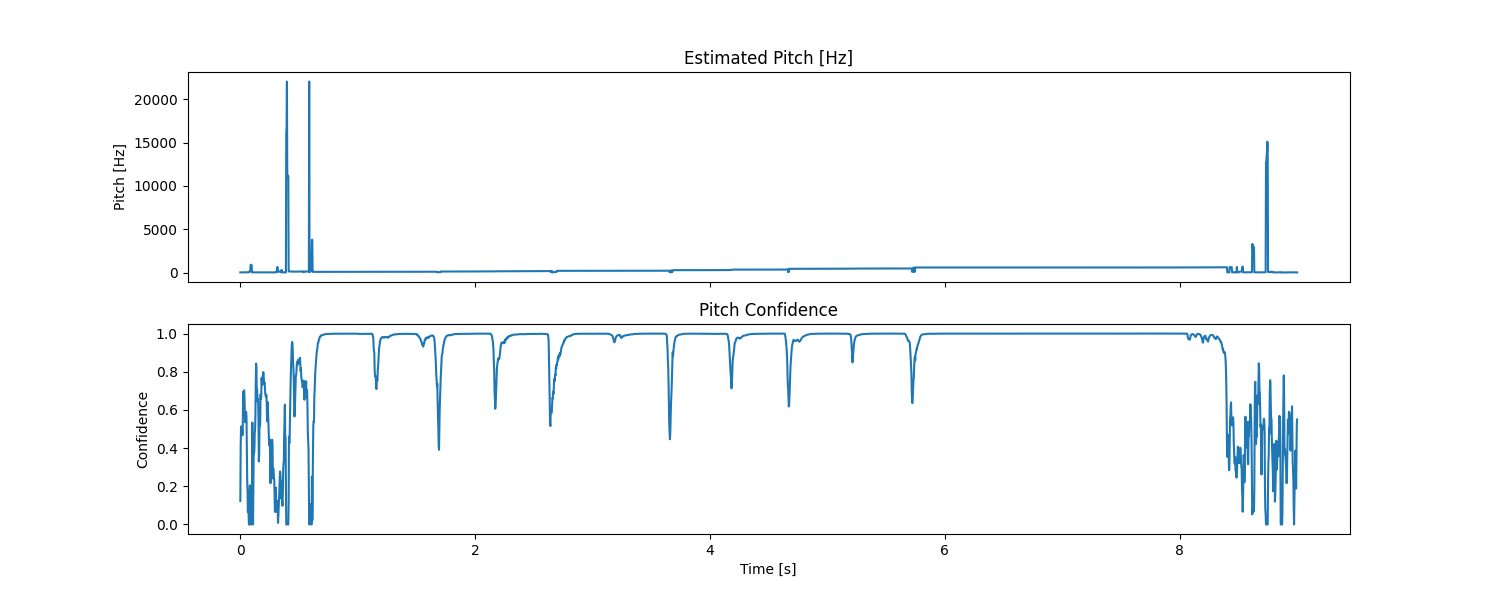 Estimated Pitch [Hz]
Pitch [Hz]
20000
15000
10000
5000
0
Pitch Confidence
Confidence
1.0
0.8
0.6
0.4
0.2
0.0
0 2 4 6 8
Time [s]